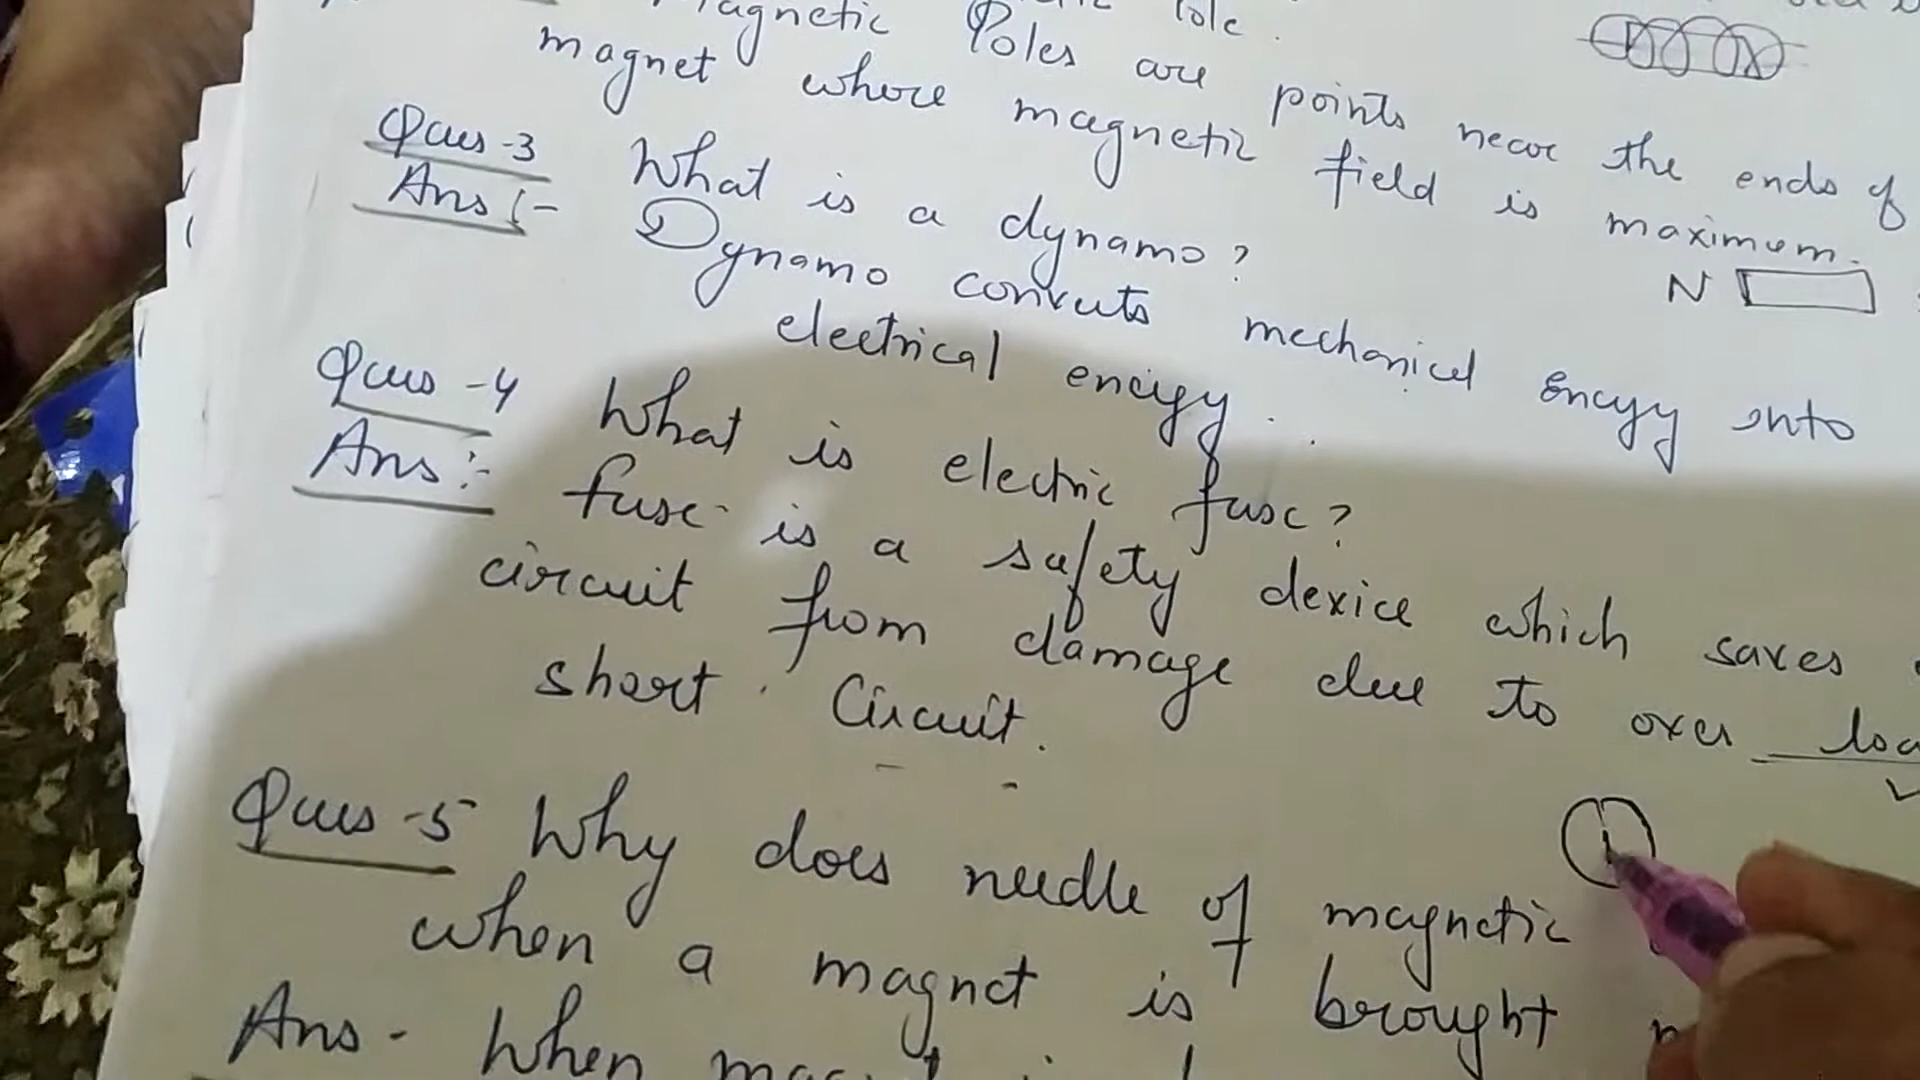 Magnetic Poles are points near the ends of
magnet where magnetic field is maximum.
N
Ques-3 What is a dynamo?
Ans:- Dynamo converts mechanical energy into
electrical energy.
Ques-4 What is electric fuse?
Ans:- fuse is a safety device which saves
circuit from damage due to over
short Circuit.
Ques-5 Why does needle of magnetic
when a magnet is brought
Ans- When